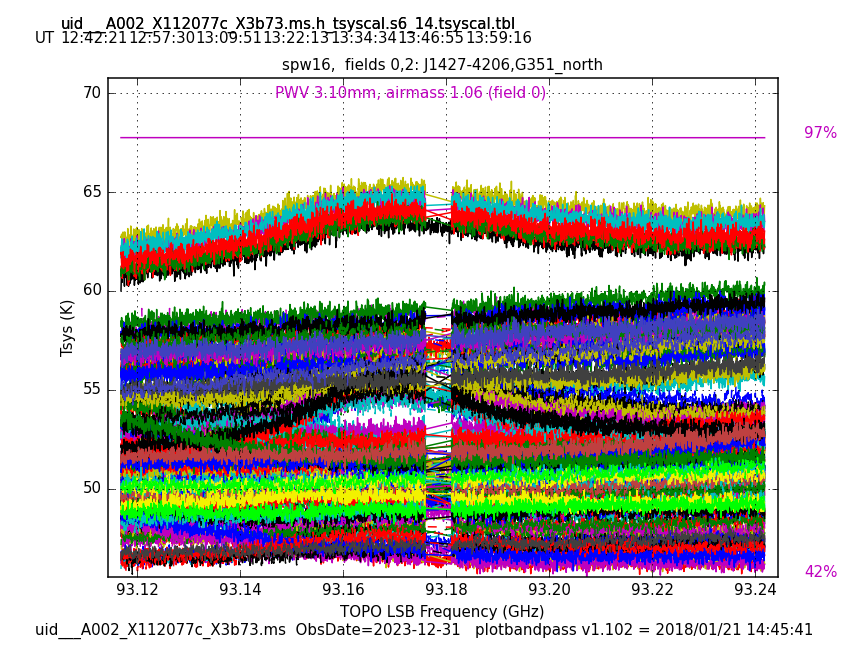 uid___A002_X112077c_X3b73.ms.h_tsyscal.s6_14.tsyscal.tbl
UT 12:42:21 12:57:30 13:09:51 13:22:13 13:34:34 13:46:55 13:59:16
spw16,  fields 0,2: J1427-4206,G351_north
PWV 3.10mm, airmass 1.06 (field 0)
97%
70
65
60
55
50
Tsys (K)
42%
93.12 93.14 93.16 93.18 93.20 93.22 93.24
TOPO LSB Frequency (GHz)
uid___A002_X112077c_X3b73.ms  ObsDate=2023-12-31   plotbandpass v1.102 = 2018/01/21 14:45:41